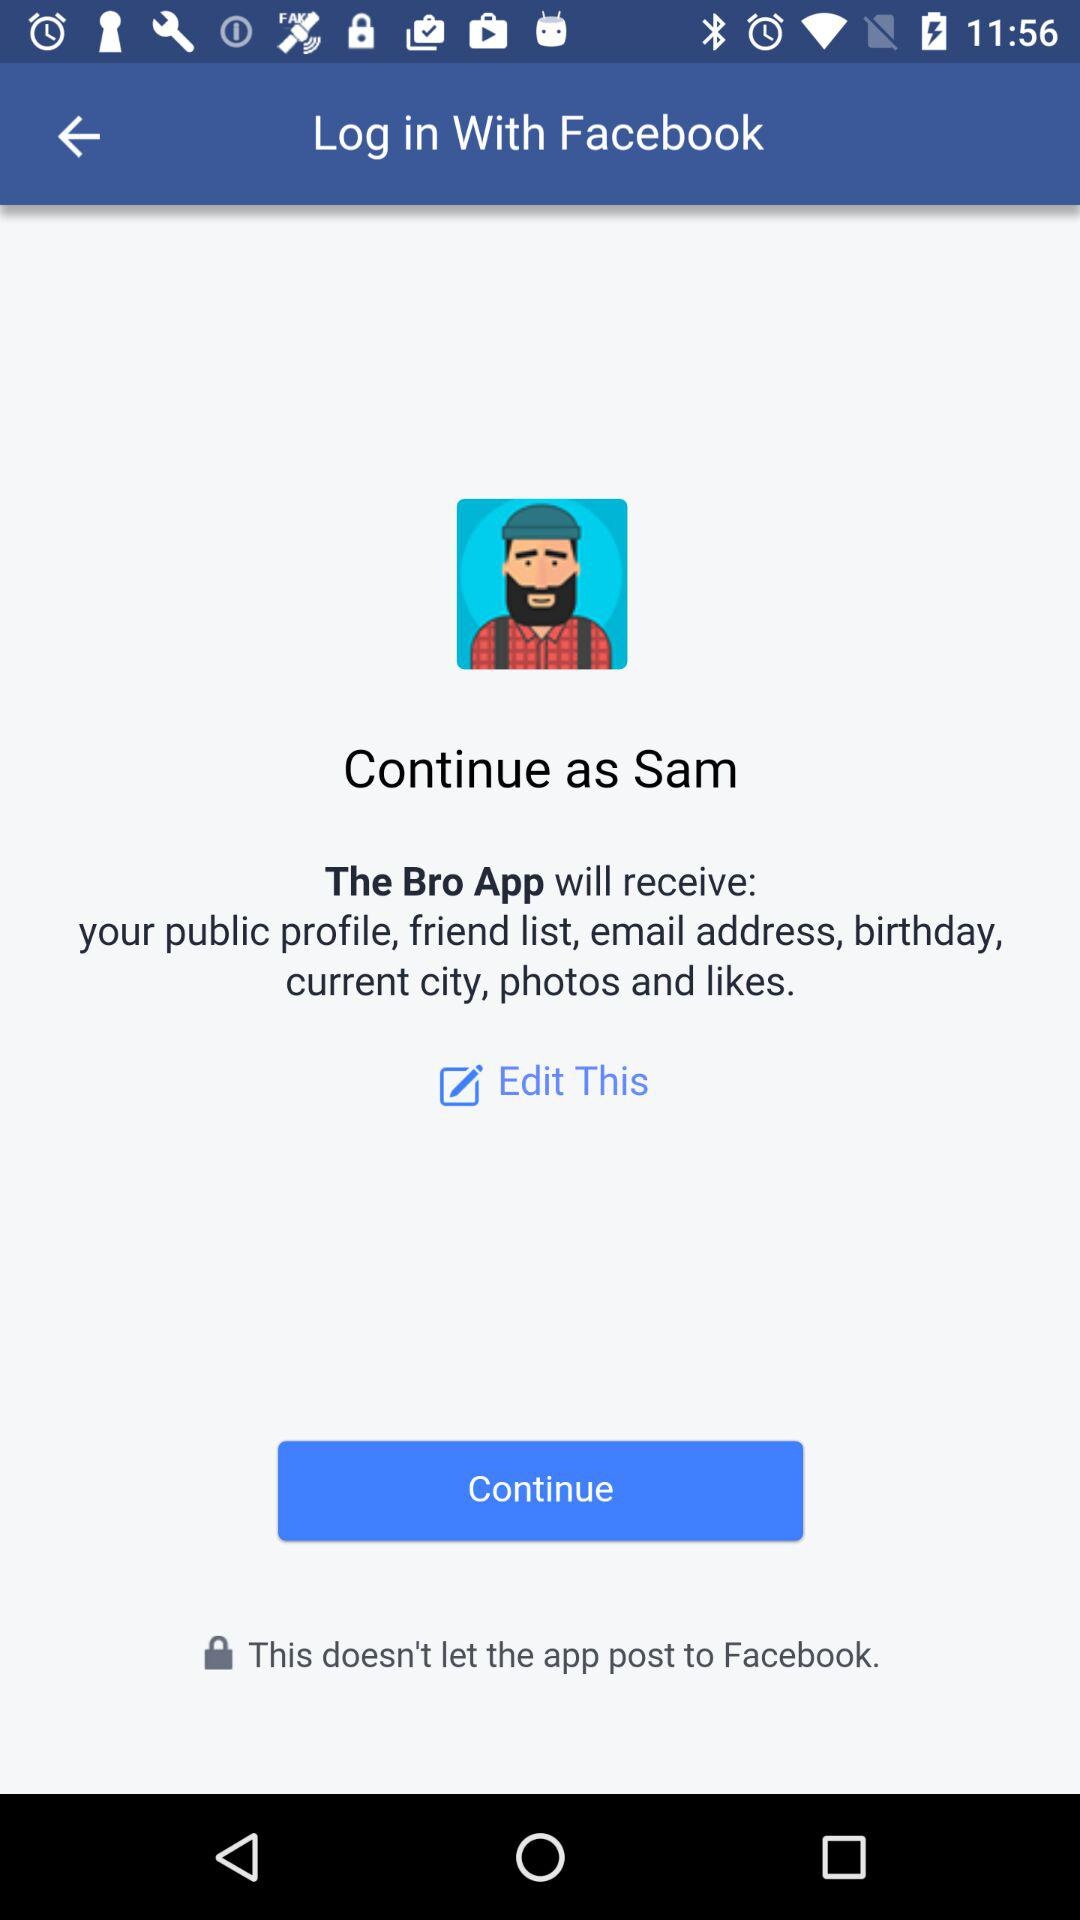 FAKE
11:56
Log in With Facebook
Continue as Sam
The Bro App will receive:
your public profile, friend list, email address, birthday,
current city, photos and likes.
Edit This
Continue
This doesn't let the app post to Facebook.